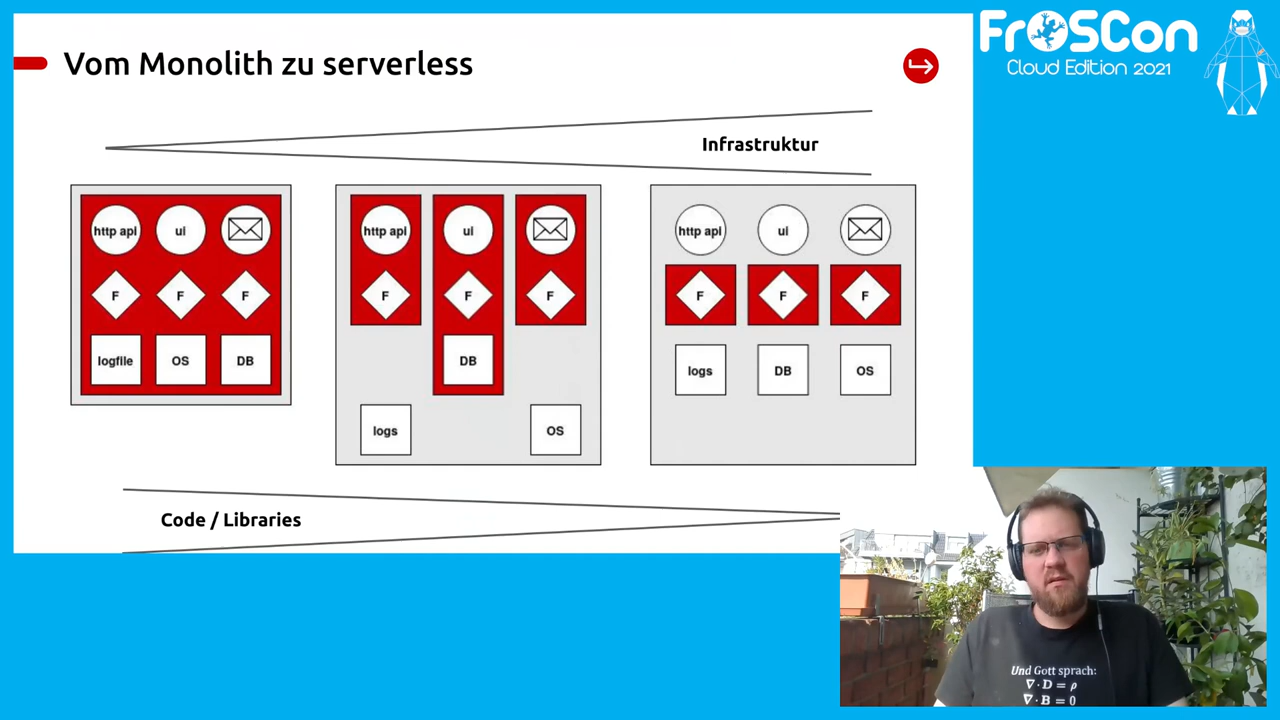 Vom Monolith zu serverless
FrOSCon
Cloud Edition 2021
Infrastruktur
http api ui
F F F
logfile OS DB
http api ui
F F F
DB
logs OS
http api ui
F F F
logs DB OS
Code / Libraries
Und Gott sprach:
∇ · D = ρ
∇ · B = 0